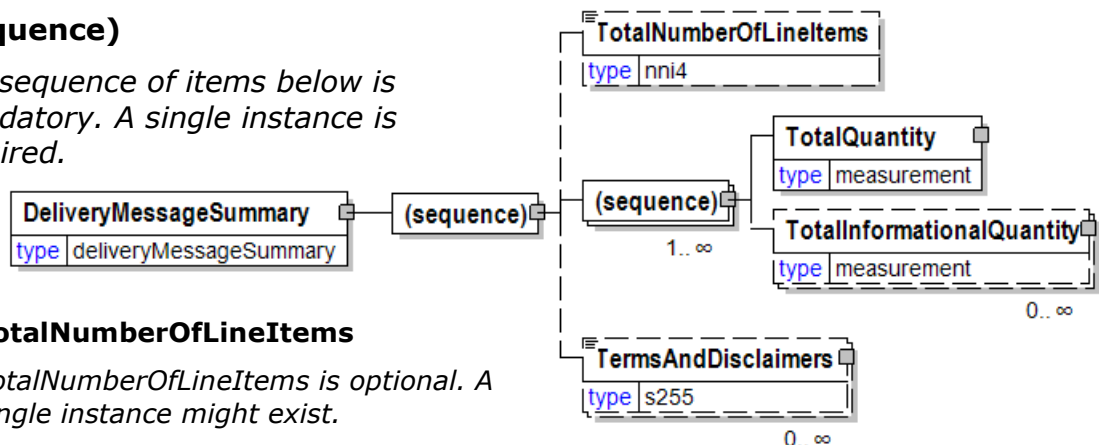 quence)
sequence of items below is
datory. A single instance is
ired.
DeliveryMessageSummary
type deliveryMessageSummary
(sequence)
TotalNumberOfLineItems
type nni4
(sequence)
1.. ∞
TotalQuantity
type measurement
TotalInformationalQuantity
type measurement
0.. ∞
TermsAndDisclaimers
type s255
0.. ∞
otalNumberOfLineItems
otalNumberOfLineItems is optional. A
ngle instance might exist.